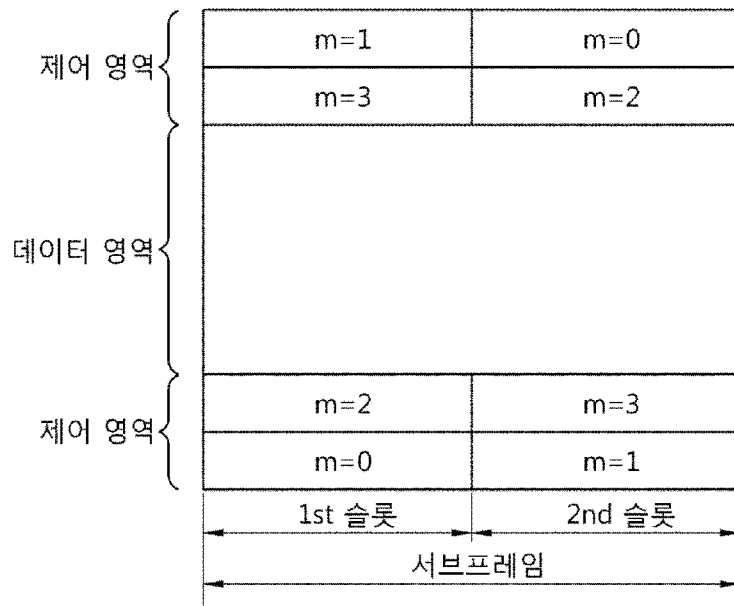 제어 영역
m=1 m=0
m=3 m=2
데이터 영역
제어 영역
m=2 m=3
m=0 m=1
1st 슬롯 2nd 슬롯
서브프레임